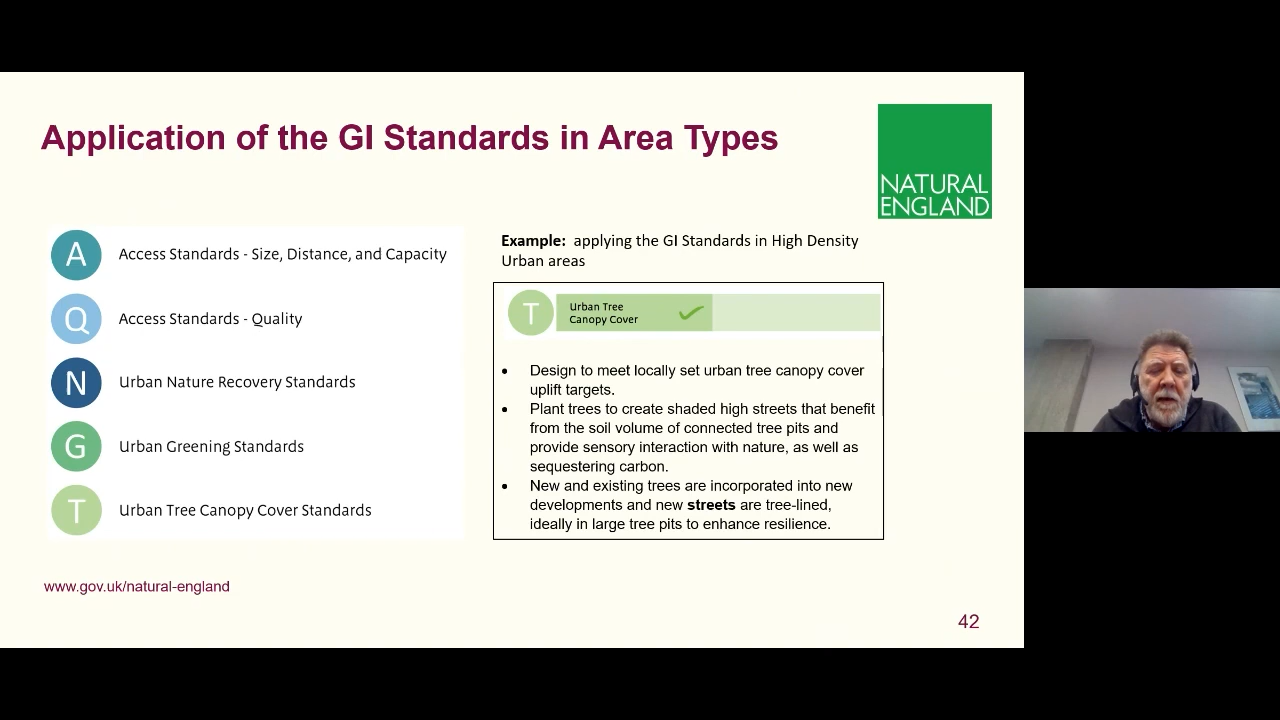 Application of the GI Standards in Area Types
NATURAL
ENGLAND
A Access Standards - Size, Distance, and Capacity
Q Access Standards - Quality
N Urban Nature Recovery Standards
G Urban Greening Standards
T Urban Tree Canopy Cover Standards
Example: applying the GI Standards in High Density
Urban areas
T Urban Tree
Canopy Cover
• Design to meet locally set urban tree canopy cover
uplift targets.
• Plant trees to create shaded high streets that benefit
from the soil volume of connected tree pits and
provide sensory interaction with nature, as well as
sequestering carbon.
• New and existing trees are incorporated into new
developments and new streets are tree-lined,
ideally in large tree pits to enhance resilience.
www.gov.uk/natural-england
42